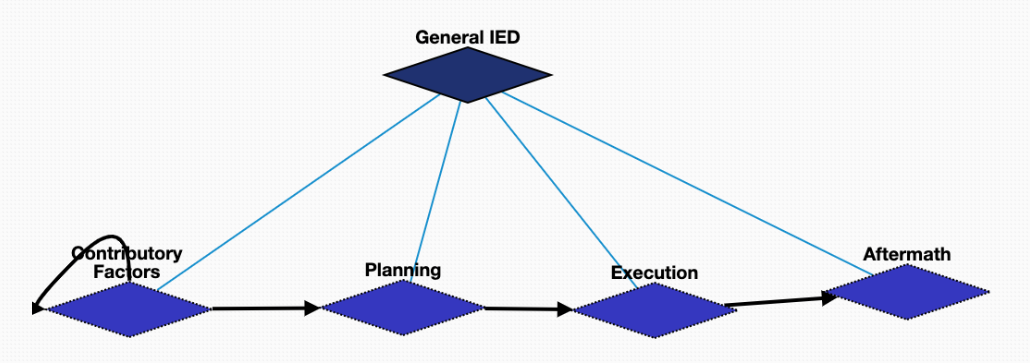 General IED
Contributory
Factors
Planning
Execution
Aftermath